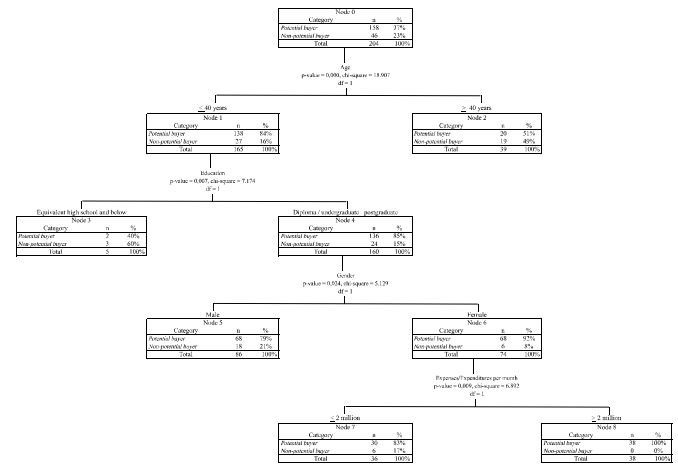 Node 0
Category n %
Potential buyer 158 77%
Non-potential buyer 46 23%
Total 204 100%
Age
p-value = 0,000, chi-square = 18.907
df = 1
< 40 years
Node 1
Category n %
Potential buyer 138 84%
Non-potential buyer 27 16%
Total 165 100%
> 40 years
Node 2
Category n %
Potential buyer 20 51%
Non-potential buyer 19 49%
Total 39 100%
Education
p-value = 0,007, chi-square = 7.174
df = 1
Equivalent high school and below
Node 3
Category n %
Potential buyer 2 40%
Non-potential buyer 3 60%
Total 5 100%
Diploma / undergraduate postgraduate
Node 4
Category n %
Potential buyer 136 85%
Non-potential buyer 24 15%
Total 160 100%
Gender
p-value = 0,024, chi-square = 5.129
df = 1
Male
Node 5
Category n %
Potential buyer 68 79%
Non-potential buyer 18 21%
Total 86 100%
Female
Node 6
Category n %
Potential buyer 68 92%
Non-potential buyer 6 8%
Total 74 100%
Expenses/Expenditures per month
p-value = 0,009, chi-square = 6.892
df = 1
< 2 million
Node 7
Category n %
Potential buyer 30 83%
Non-potential buyer 6 17%
Total 36 100%
> 2 million
Node 8
Category n %
Potential buyer 38 100%
Non-potential buyer 0 0%
Total 38 100%